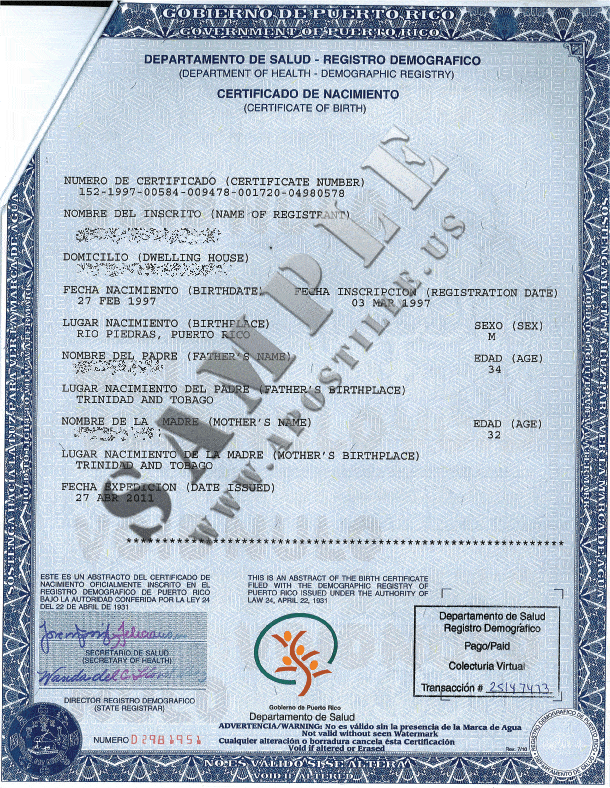 GOBIERNO DE PUERTO RICO
GOVERNMENT OF PUERTO RICO
DEPARTAMENTO DE SALUD - REGISTRO DEMOGRAFICO
(DEPARTMENT OF HEALTH - DEMOGRAPHIC REGISTRY)
CERTIFICADO DE NACIMIENTO
(CERTIFICATE OF BIRTH)
NUMERO DE CERTIFICADO (CERTIFICATE NUMBER)
152-1997-00584-009478-001720-04980578
NOMBRE DEL INSCRITO (NAME OF REGISTRANT)
DOMICILIO (DWELLING HOUSE)
FECHA NACIMIENTO (BIRTHDATE) FECHA INSCRIPCION (REGISTRATION DATE)
27 FEB 1997 03 MAR 1997
LUGAR NACIMIENTO (BIRTHPLACE) SEXO (SEX)
RIO PIEDRAS, PUERTO RICO M
NOMBRE DEL PADRE (FATHER'S NAME) EDAD (AGE)
34
LUGAR NACIMIENTO DEL PADRE (FATHER'S BIRTHPLACE)
TRINIDAD AND TOBAGO
NOMBRE DE LA MADRE (MOTHER'S NAME) EDAD (AGE)
32
LUGAR NACIMIENTO DE LA MADRE (MOTHER'S BIRTHPLACE)
TRINIDAD AND TOBAGO
FECHA EXPEDICION (DATE ISSUED)
27 ABR 2011
SAMPLE
WWW.APOSTILLE.US
ESTE ES UN ABSTRACTO DEL CERTIFICADO DE
NACIMIENTO OFICIALMENTE INSCRITO EN EL
REGISTRO DEMOGRAFICO DE PUERTO RICO
BAJO LA AUTORIDAD CONFERIDA POR LA LEY 24
DEL 22 DE ABRIL DE 1931
THIS IS AN ABSTRACT OF THE BIRTH CERTIFICATE
FILED WITH THE DEMOGRAPHIC REGISTRY OF
PUERTO RICO ISSUED UNDER THE AUTHORITY OF
LAW 24, APRIL 22, 1931
SECRETARIO DE SALUD
(SECRETARY OF HEALTH)
DIRECTOR REGISTRO DEMOGRAFICO
(STATE REGISTRAR)
NUMERO D2981951
Gobierno de Puerto Rico
Departamento de Salud
Departamento de Salud
Registro Demográfico
Pago/Paid
Colecturía Virtual
Transacción # 25147473
ADVERTENCIA/WARNING: No es válido sin la presencia de la Marca de Agua
Not valid without seen Watermark
Cualquier alteración o borradura cancela ésta Certificación
Void if altered or Erased
Rev. 7/10
NO ES VÁLIDO SI SE ALTERA
VOID IF ALTERED